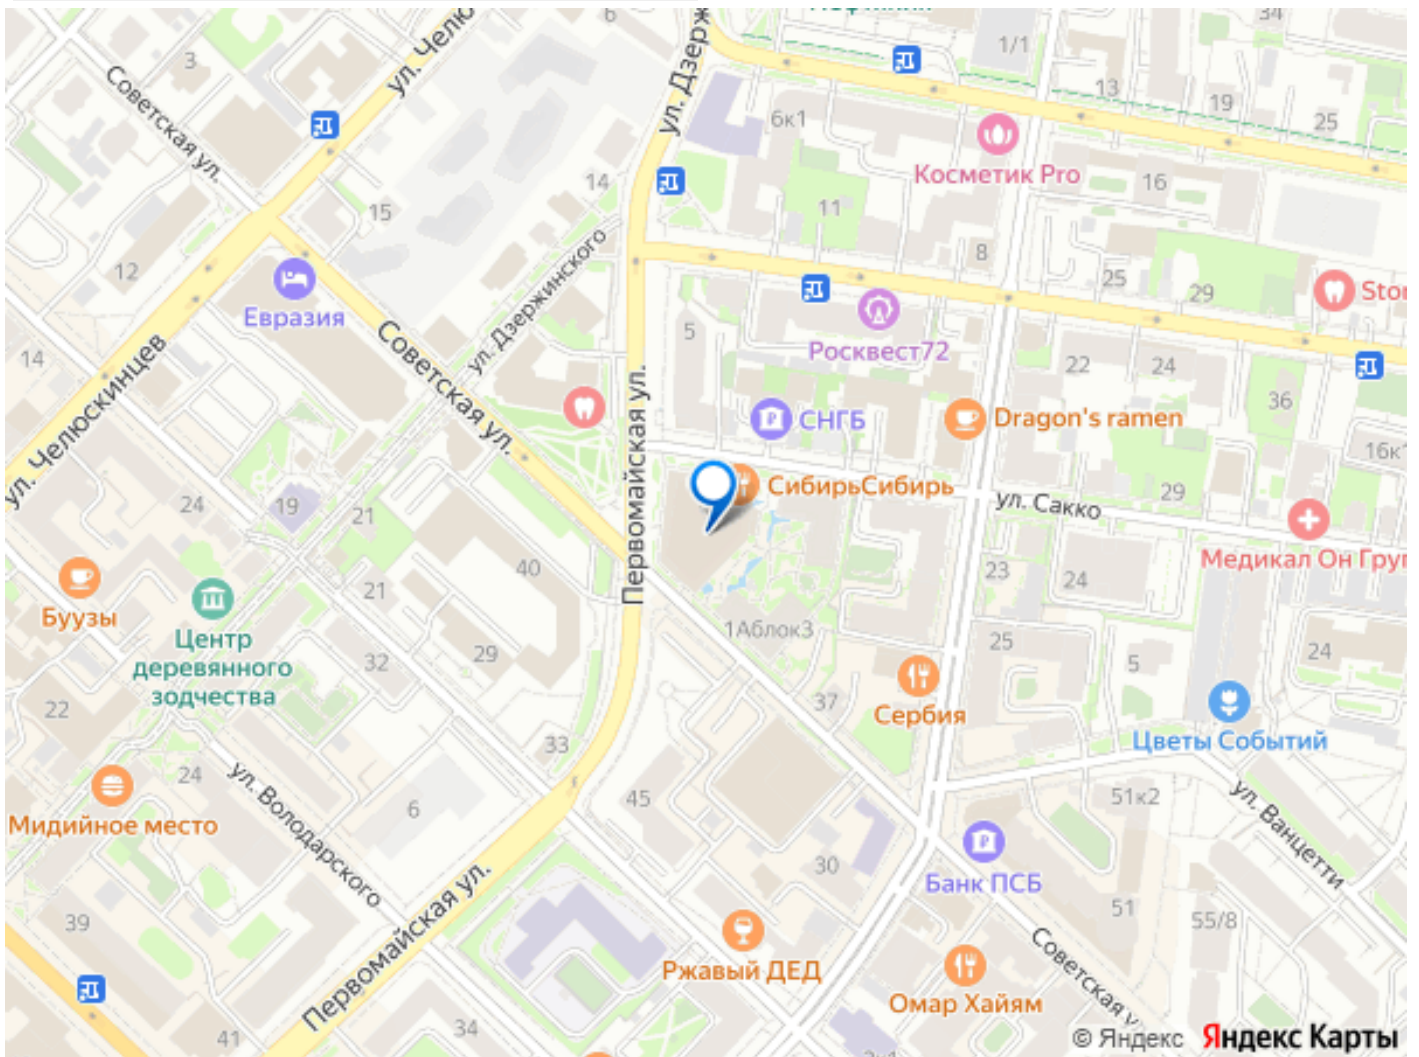 34
6
1/1
ул. Дзерж
ул. Челю
3
Советская ул.
13
19
25
6к1
Косметик Pro
16
14
15
11
8
12
25
29
Stor
Евразия
ул. Дзержинского
5
Росквест72
14
22
24
Советская ул.
36
ул. Челюскинцев
Первомайская ул.
СНГБ
Dragon's ramen
16к1
24
19
21
СибирьСибирь
29
ул. Сакко
Медикал Он Груп
40
23
24
Буузы
21
Центр
деревянного
зодчества
1Аблок3
29
32
25
5
24
22
37
Сербия
Цветы Событий
33
24
ул. Володарского
6
45
51к2
ул. Ванцетти
Мидийное место
30
Банк ПСБ
51
55/8
39
Первомайская ул.
Ржавый ДЕД
Советская у
Омар Хайям
34
41
© Яндекс Яндекс Карты